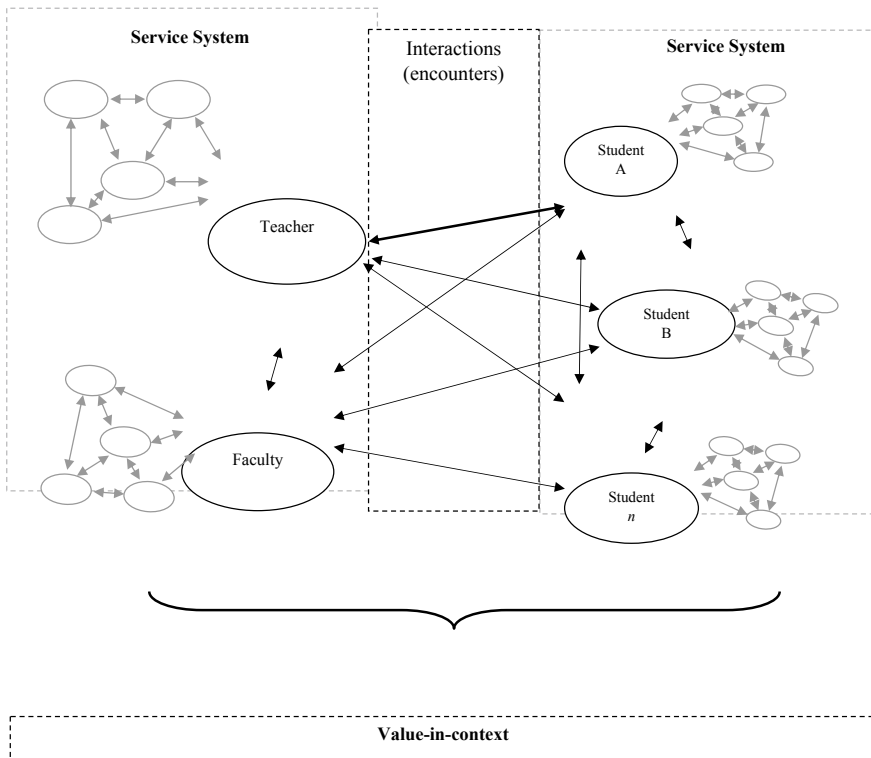 Service System
Interactions
(encounters)
Service System
Student
A
Teacher
Student
B
Faculty
Student
n
Value-in-context